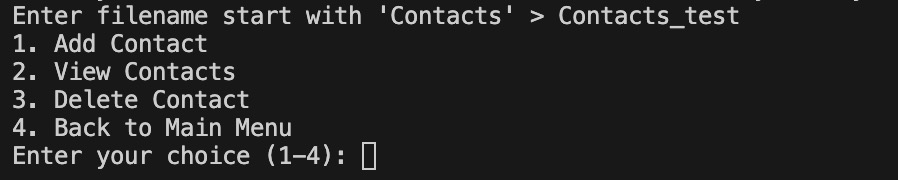 Enter filename start with 'Contacts' > Contacts_test
1. Add Contact
2. View Contacts
3. Delete Contact
4. Back to Main Menu
Enter your choice (1-4):